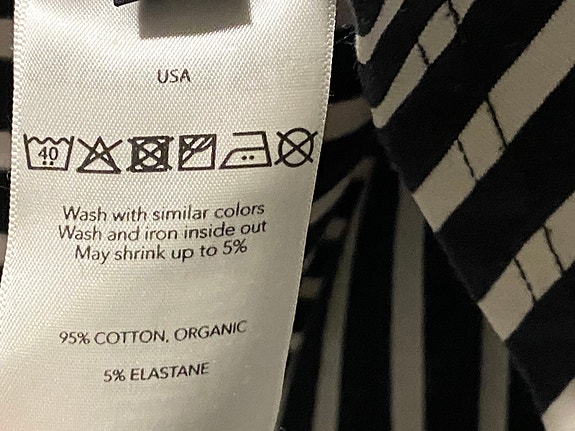 USA
40
Wash with similar colors
Wash and iron inside out
May shrink up to 5%
95% COTTON, ORGANIC
5% ELASTANE